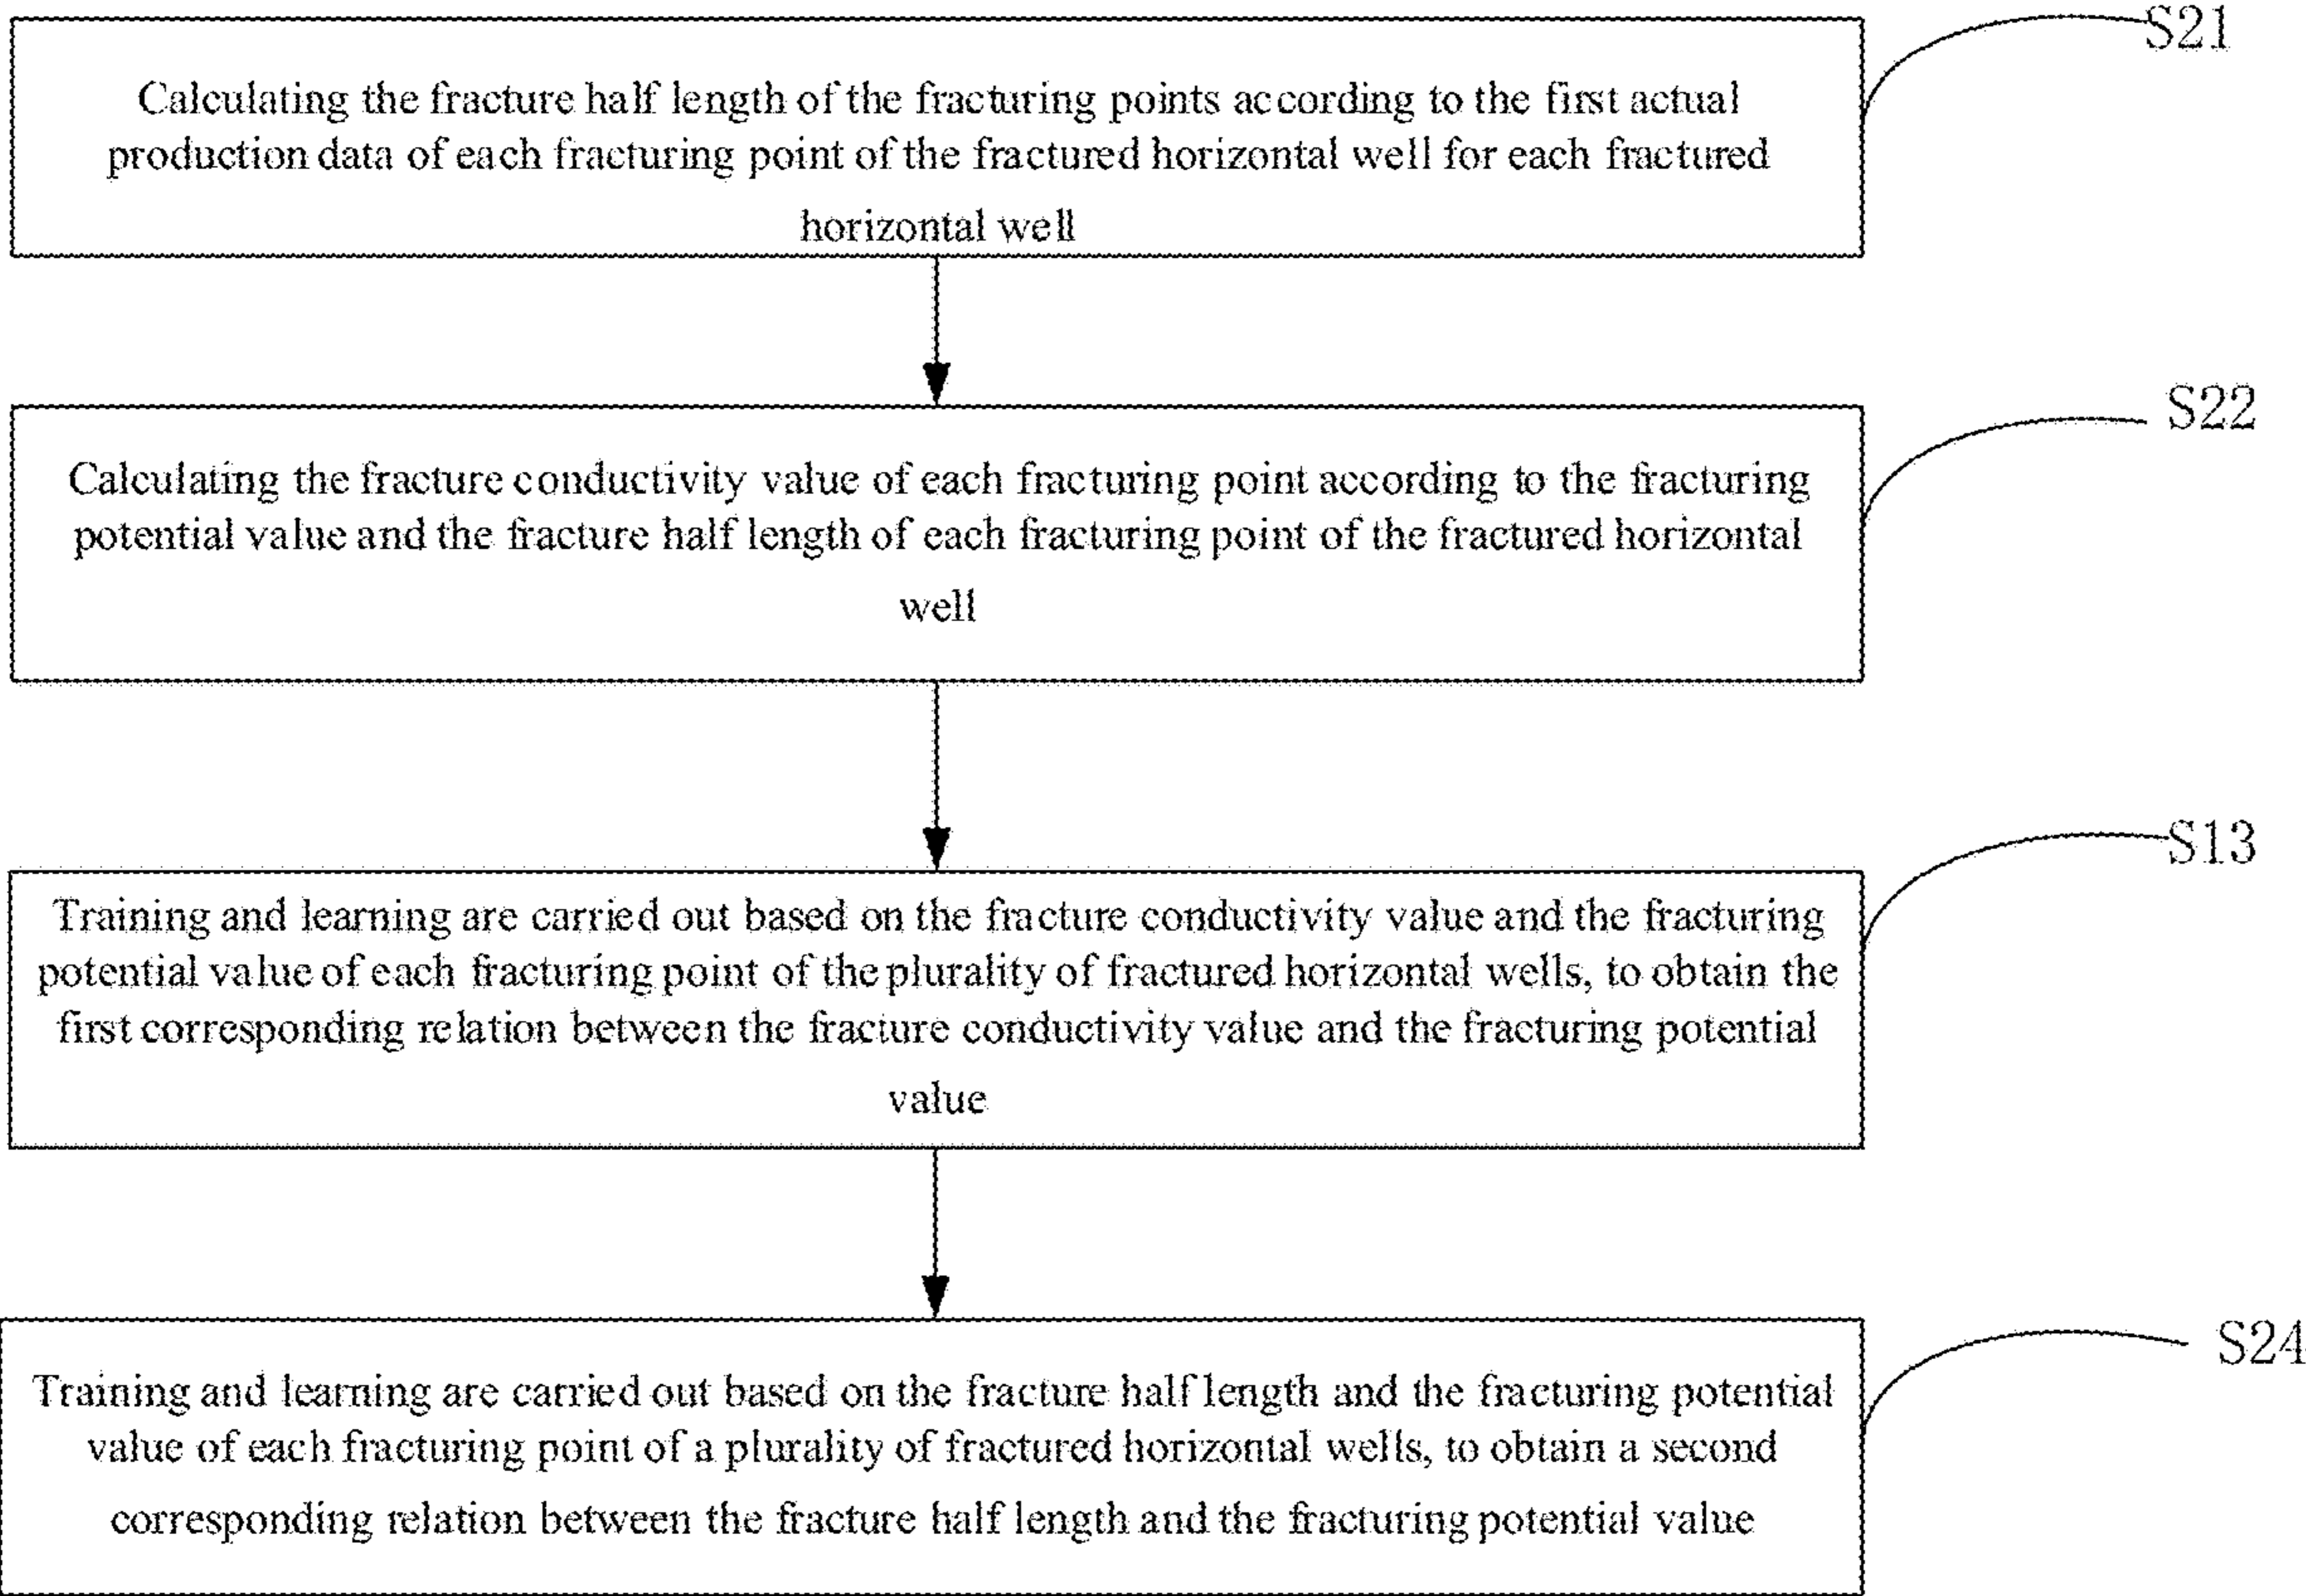 S21
Calculating the fracture half length of the fracturing points according to the first actual
production data of each fracturing point of the fractured horizontal well for each fractured
horizontal well
S22
Calculating the fracture conductivity value of each fracturing point according to the fracturing
potential value and the fracture half length of each fracturing point of the fractured horizontal
well
S13
Training and learning are carried out based on the fracture conductivity value and the fracturing
potential value of each fracturing point of the plurality of fractured horizontal wells, to obtain the
first corresponding relation between the fracture conductivity value and the fracturing potential
value
S24
Training and learning are carried out based on the fracture half length and the fracturing potential
value of each fracturing point of a plurality of fractured horizontal wells, to obtain a second
corresponding relation between the fracture half length and the fracturing potential value